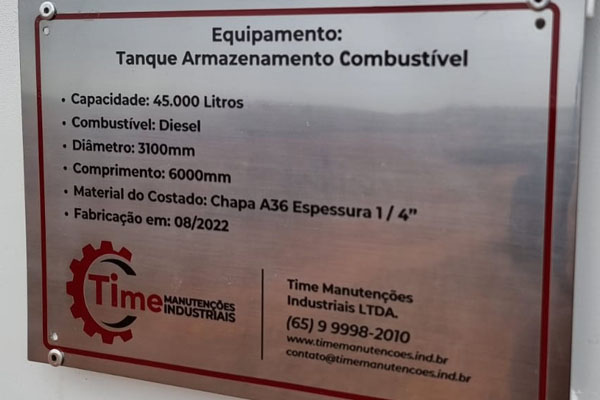 Equipamento:
Tanque Armazenamento Combustível
• Capacidade: 45.000 Litros
• Combustível: Diesel
• Diâmetro: 3100mm
• Comprimento: 6000mm
• Material do Costado: Chapa A36 Espessura 1 / 4”
• Fabricação em: 08/2022
Time MANUTENÇÕES
INDUSTRIAIS
Time Manutenções
Industriais LTDA.
(65) 9 9998-2010
www.timemanutencoes.ind.br
contato@timemanutencoes.ind.br